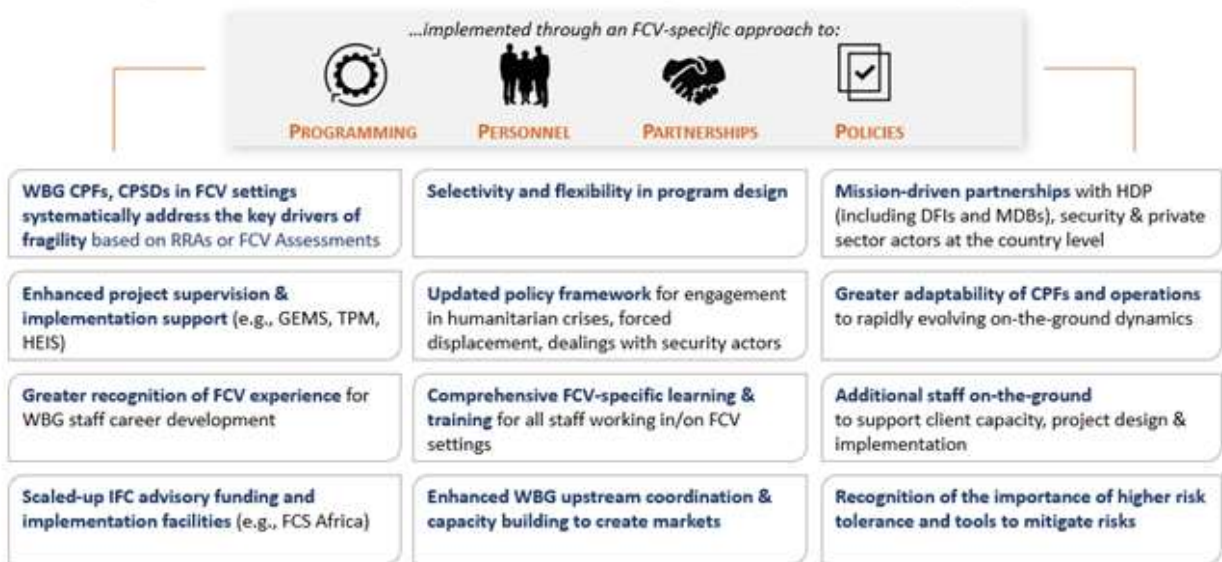 ...implemented through an FCV-specific approach to:
PROGRAMMING
PERSONNEL
PARTNERSHIPS
POLICIES
WBG CPFs, CPSDs in FCV settings
systematically address the key drivers of
fragility based on RRAs or FCV Assessments
Selectivity and flexibility in program design
Mission-driven partnerships with HDP
(including DFIs and MDBs), security & private
sector actors at the country level
Enhanced project supervision &
implementation support (e.g., GEMS, TPM,
HEIS)
Updated policy framework for engagement
in humanitarian crises, forced
displacement, dealings with security actors
Greater adaptability of CPFs and operations
to rapidly evolving on-the-ground dynamics
Greater recognition of FCV experience for
WBG staff career development
Comprehensive FCV-specific learning &
training for all staff working in/on FCV
settings
Additional staff on-the-ground
to support client capacity, project design &
implementation
Scaled-up IFC advisory funding and
implementation facilities (e.g., FCS Africa)
Enhanced WBG upstream coordination &
capacity building to create markets
Recognition of the importance of higher risk
tolerance and tools to mitigate risks